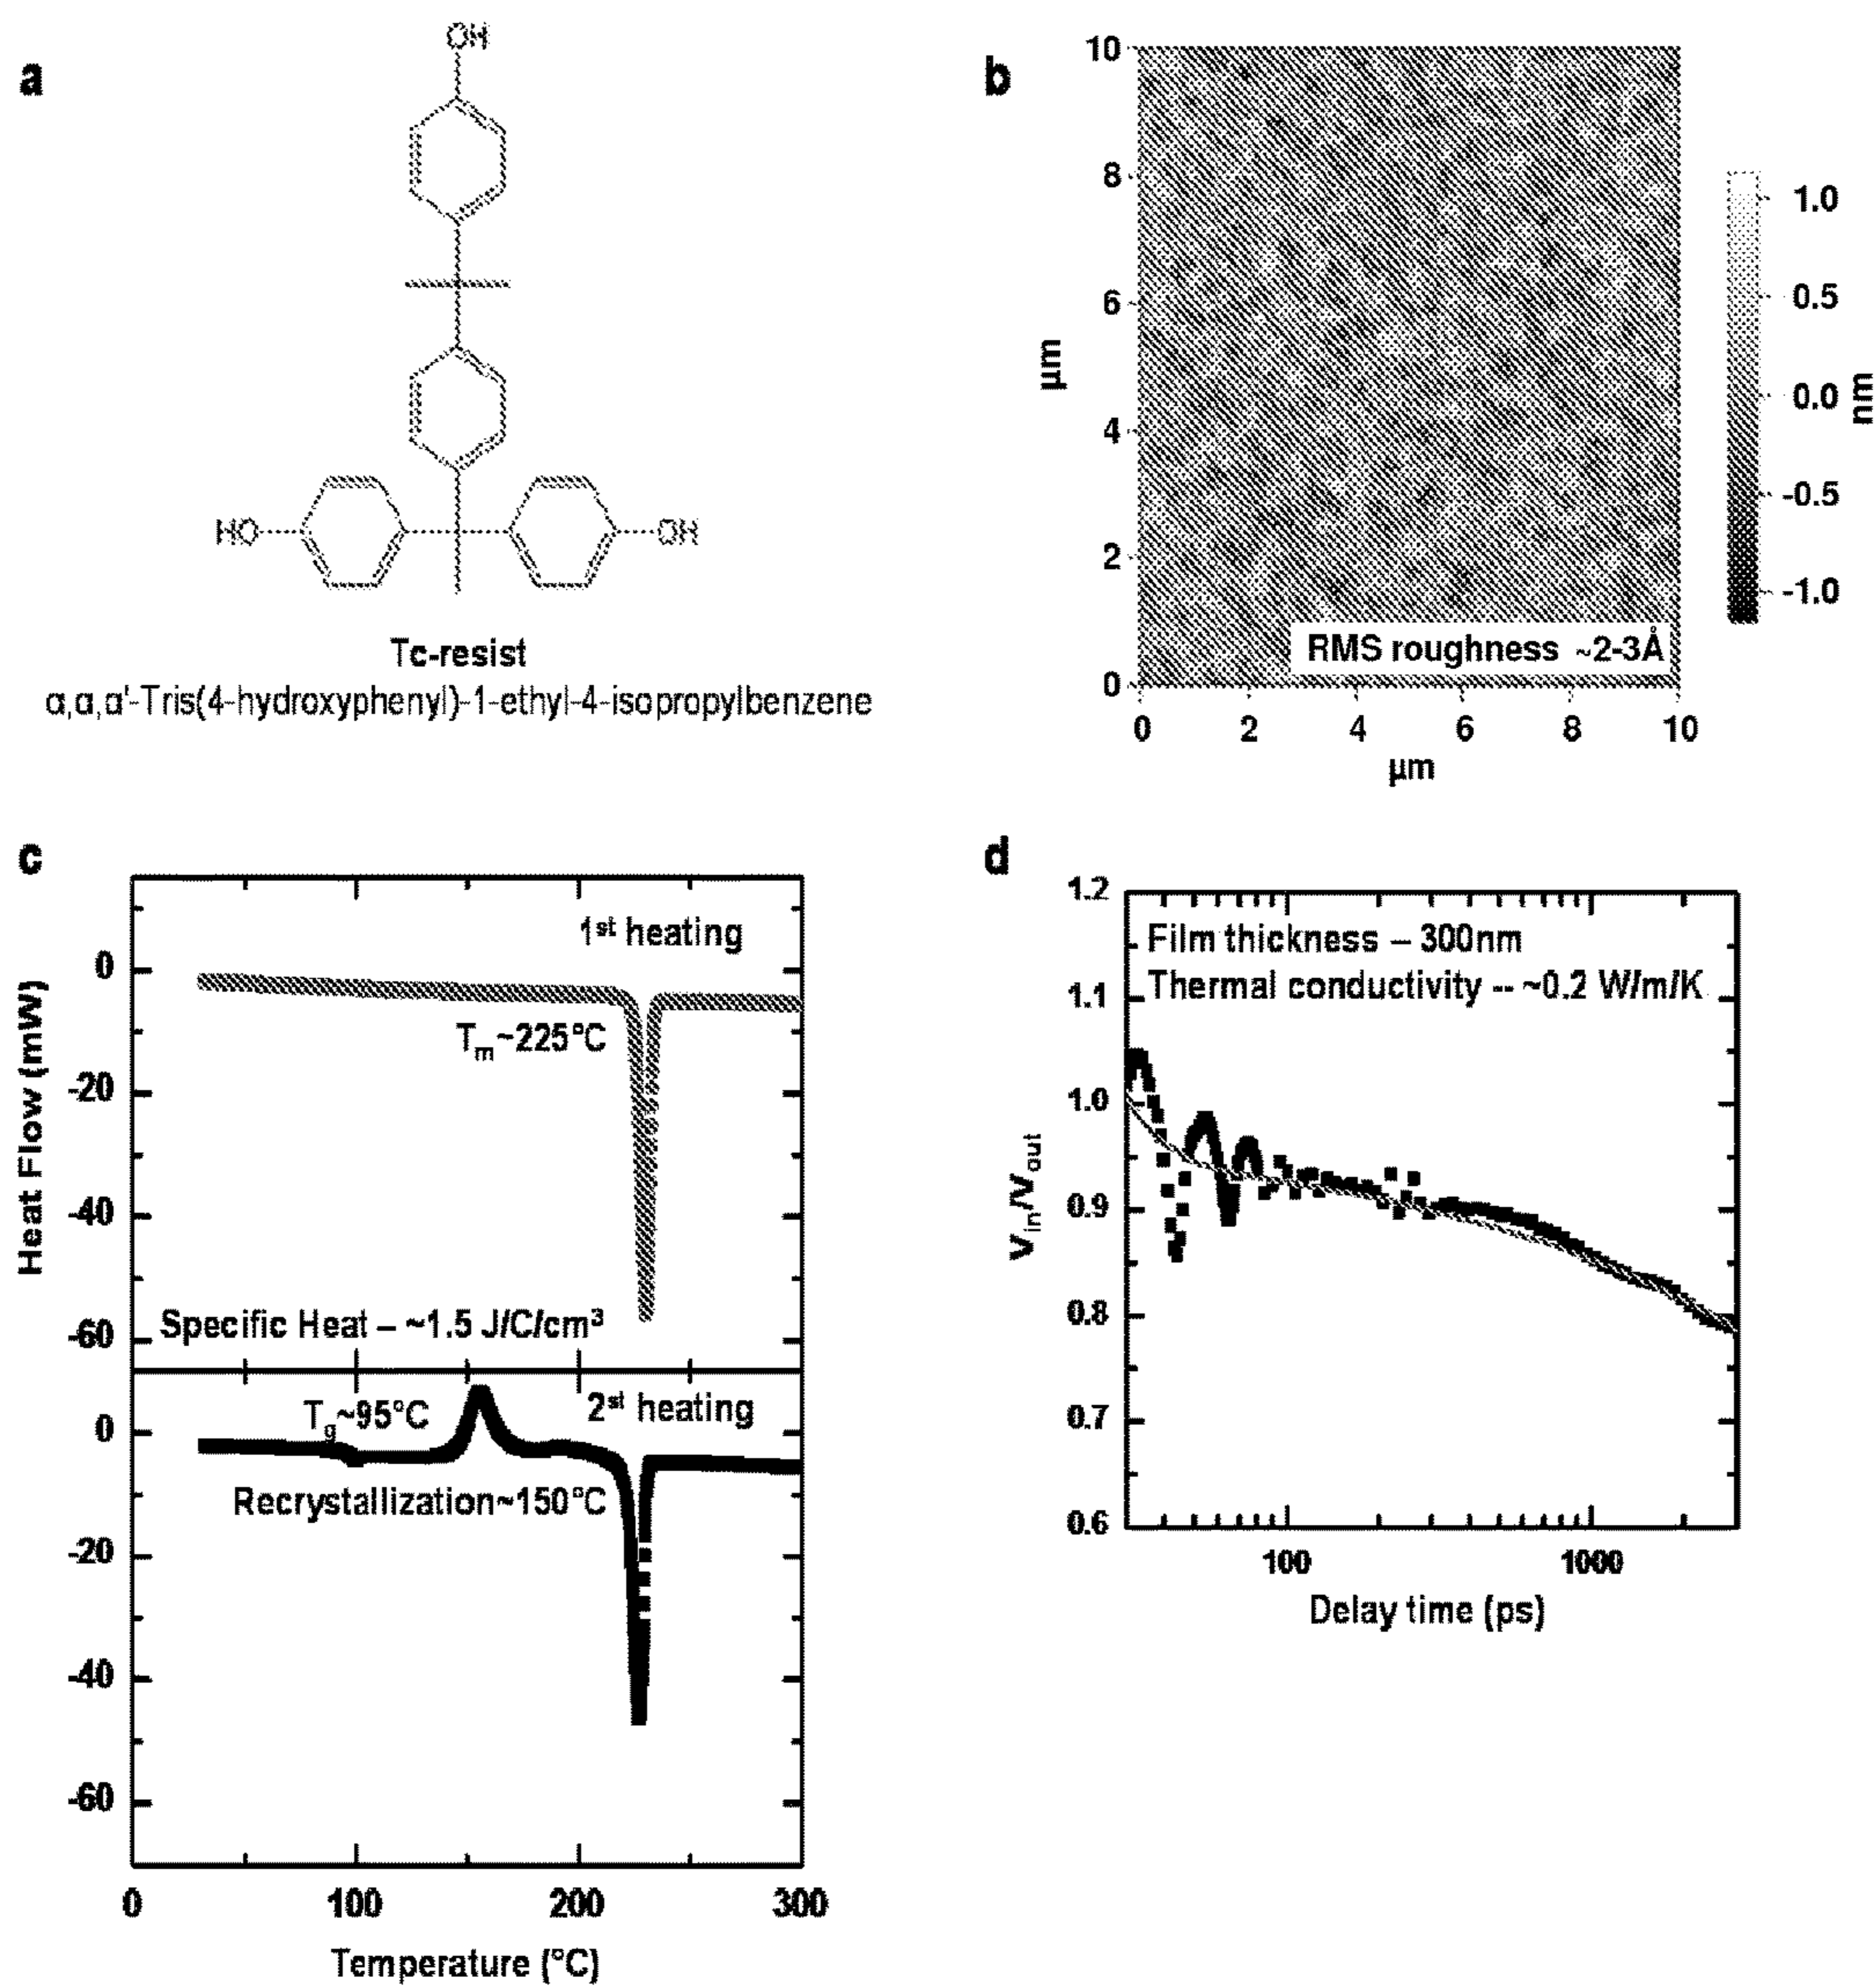 a
OH
HO
OH
Tc-resist
α,α,α'-Tris(4-hydroxyphenyl)-1-ethyl-4-isopropylbenzene
b
10
8
6
4
2
0
µm
0 2 4 6 8 10
µm
RMS roughness ~2-3Å
1.0
0.5
0.0
-0.5
-1.0
nm
c
Heat Flow (mW)
0
-20
-40
-60
1st heating
Tm~225°C
Specific Heat – ~1.5 J/C/cm³
0
-20
-40
-60
Tg~95°C
2st heating
Recrystallization~150°C
0 100 200 300
Temperature (°C)
d
1.2
1.1
1.0
0.9
0.8
0.7
0.6
Vin/Vout
Film thickness – 300nm
Thermal conductivity -- ~0.2 W/m/K
100 1000
Delay time (ps)